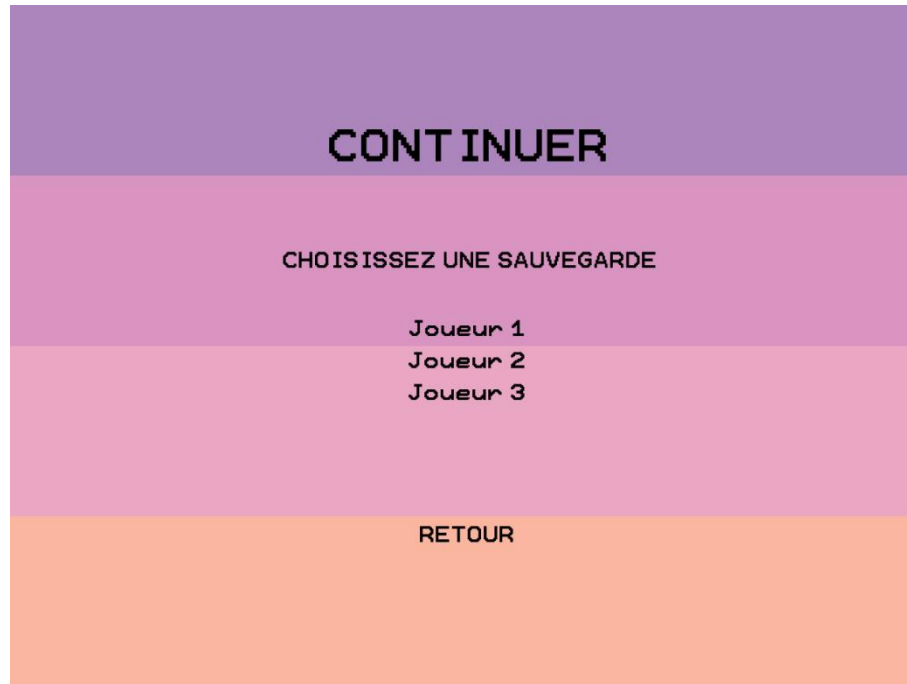 CONTINUER
CHOISISSEZ UNE SAUVEGARDE
Joueur 1
Joueur 2
Joueur 3
RETOUR